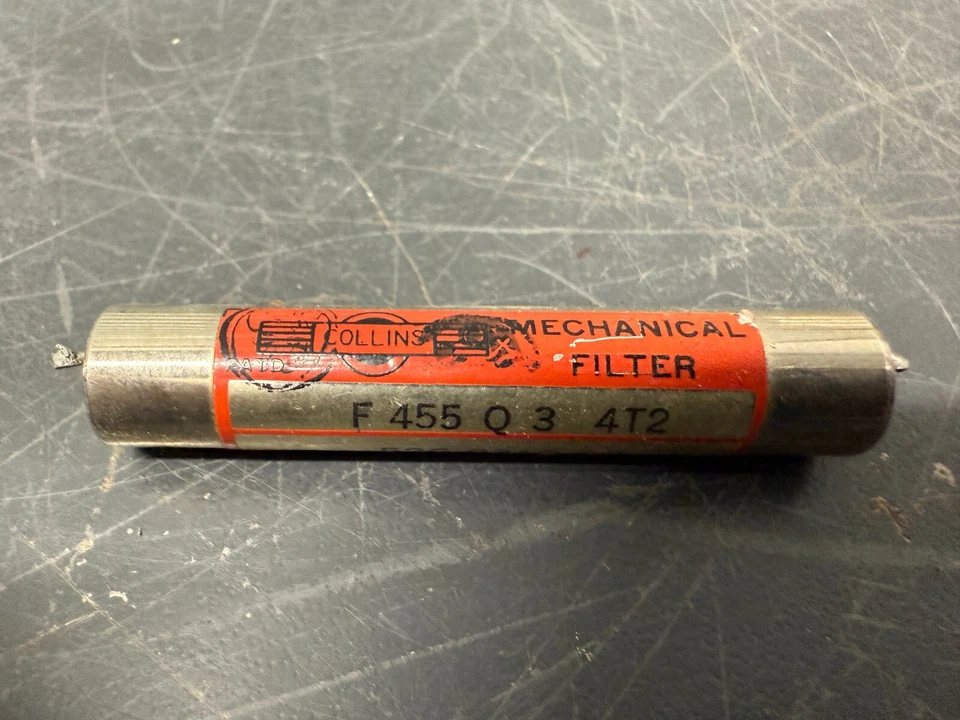 COLLINS
MECHANICAL
FILTER
F 455 Q 3 4T2